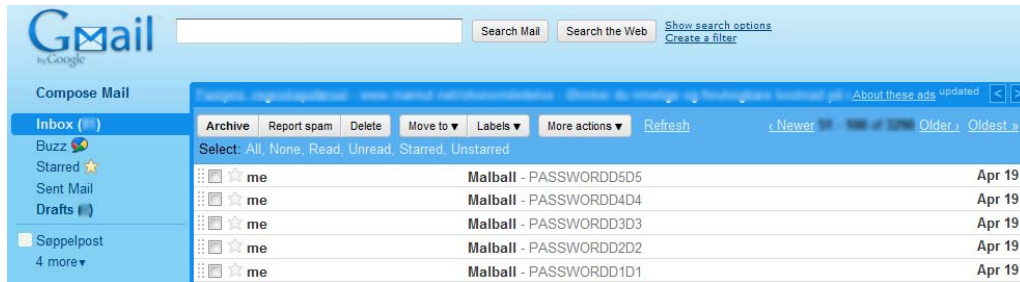 Gmail
by Google
Search Mail Search the Web Show search options
Create a filter
Compose Mail
About these ads updated < >
Inbox ( )
Archive Report spam Delete Move to ▾ Labels ▾ More actions ▾ Refresh ‹ Newer of Older › Oldest »
Buzz
Select: All, None, Read, Unread, Starred, Unstarred
Starred
Sent Mail
Drafts ( )
Søppelpost
4 more ▾
me Malball - PASSWORDD5D5 Apr 19
me Malball - PASSWORDD4D4 Apr 19
me Malball - PASSWORDD3D3 Apr 19
me Malball - PASSWORDD2D2 Apr 19
me Malball - PASSWORDD1D1 Apr 19